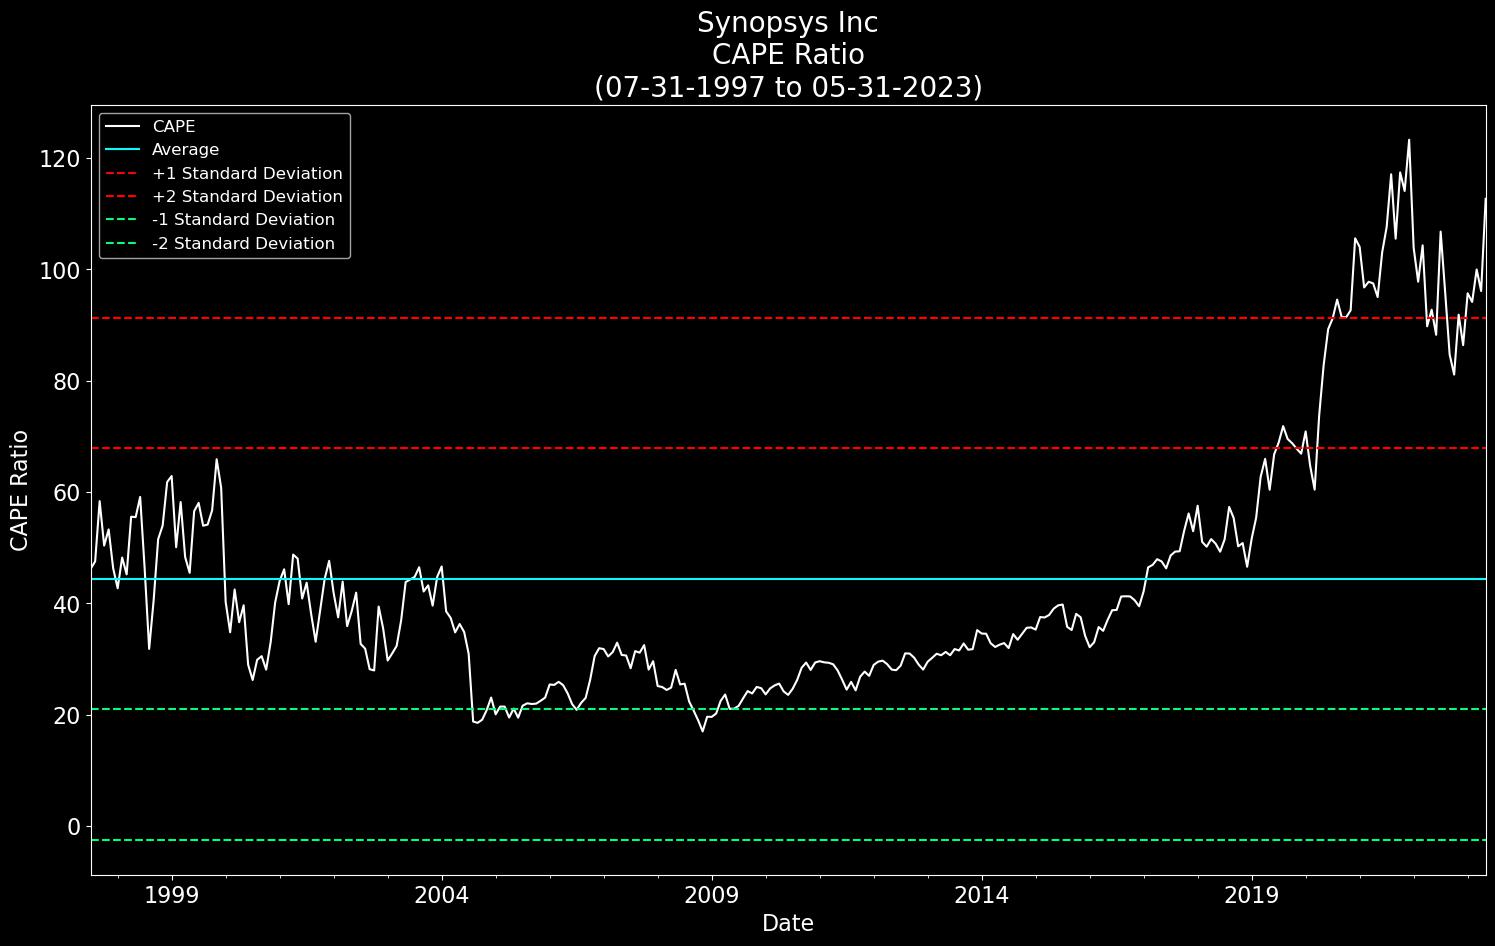 Synopsys Inc
CAPE Ratio
(07-31-1997 to 05-31-2023)
CAPE
Average
+1 Standard Deviation
+2 Standard Deviation
-1 Standard Deviation
-2 Standard Deviation
120
100
80
60
40
20
0
CAPE Ratio
1999
2004
2009
2014
2019
Date